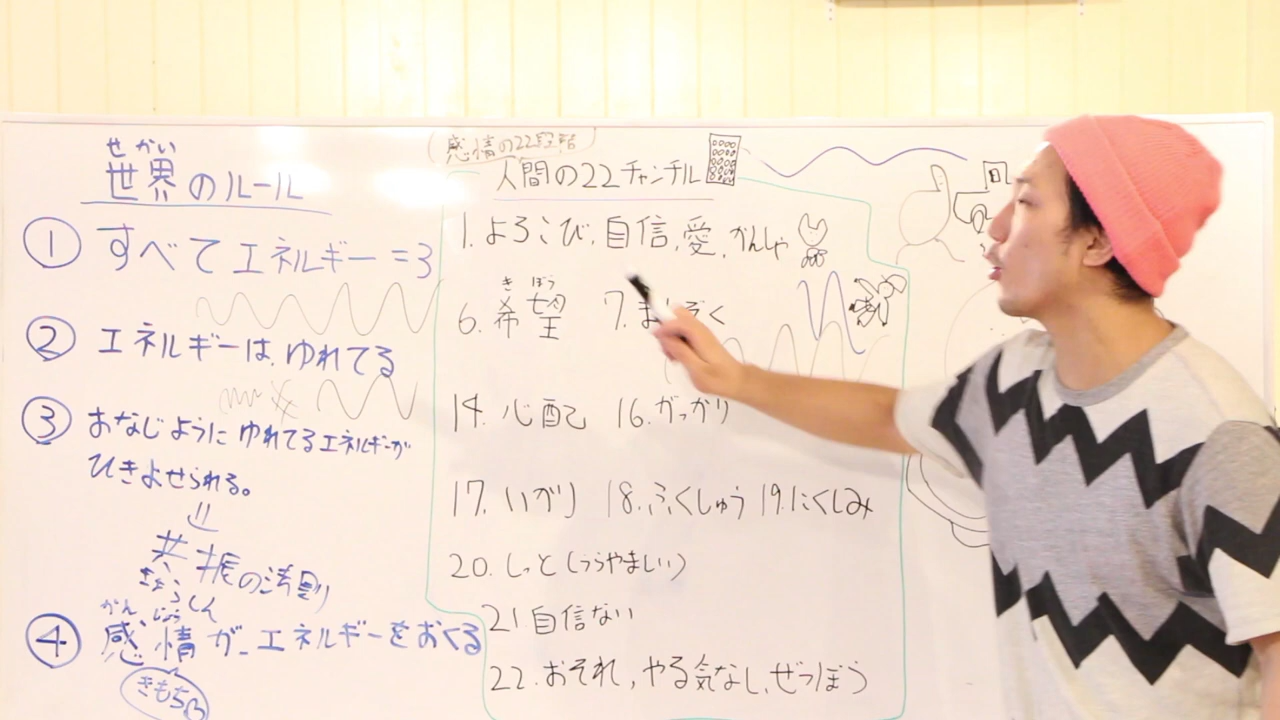 せかい
世界のルール
① すべてエネルギー=3
② エネルギーは、ゆれてる
③ おなじように ゆれてるエネルギーが
ひきよせられる。
共振の法則
きょうしん
かんじょう
④ 感情が、エネルギーをおくる
きもち
感情の22段階
人間の22チャンネル
1. よろこび、自信、愛、かんしゃ
きぼう
6. 希望 7. まんぞく
14. 心配 16. がっかり
17. いかり 18. ふくしゅう 19. にくしみ
20. しっと(うらやましい)
21 自信ない
22. おそれ、やる気なし、ぜつぼう